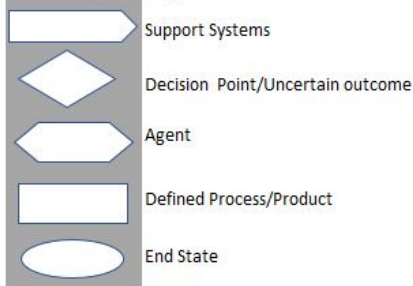 Support Systems
Decision Point/Uncertain outcome
Agent
Defined Process/Product
End State